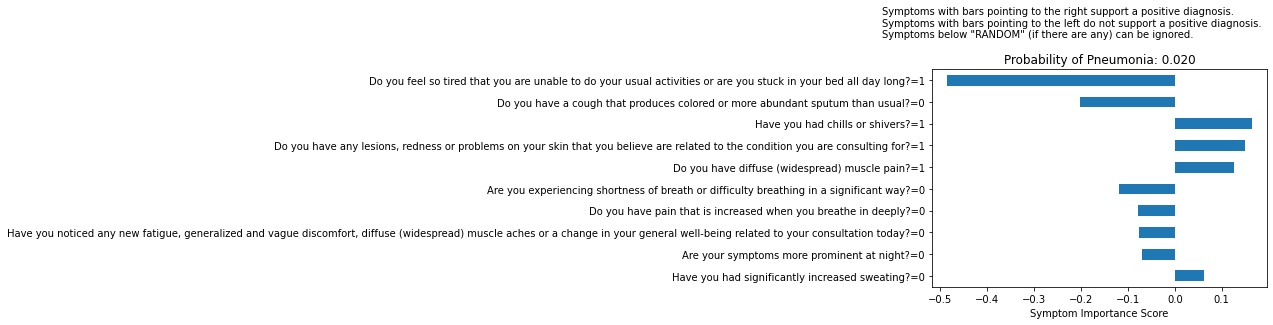 Symptoms with bars pointing to the right support a positive diagnosis.
Symptoms with bars pointing to the left do not support a positive diagnosis.
Symptoms below "RANDOM" (if there are any) can be ignored.
Probability of Pneumonia: 0.020
Do you feel so tired that you are unable to do your usual activities or are you stuck in your bed all day long?=1
Do you have a cough that produces colored or more abundant sputum than usual?=0
Have you had chills or shivers?=1
Do you have any lesions, redness or problems on your skin that you believe are related to the condition you are consulting for?=1
Do you have diffuse (widespread) muscle pain?=1
Are you experiencing shortness of breath or difficulty breathing in a significant way?=0
Do you have pain that is increased when you breathe in deeply?=0
Have you noticed any new fatigue, generalized and vague discomfort, diffuse (widespread) muscle aches or a change in your general well-being related to your consultation today?=0
Are your symptoms more prominent at night?=0
Have you had significantly increased sweating?=0
−0.5 −0.4 −0.3 −0.2 −0.1 0.0 0.1
Symptom Importance Score